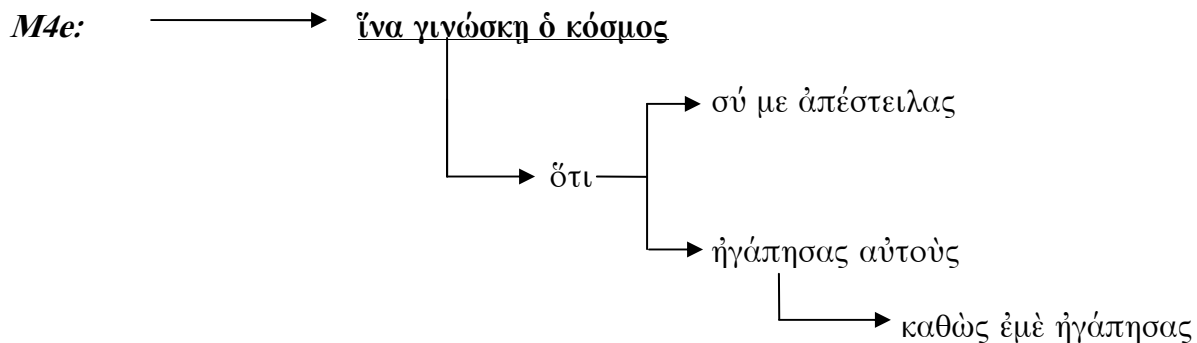 M4e: ἵνα γινώσκῃ ὁ κόσμος
σύ με ἀπέστειλας
ὅτι
ἠγάπησας αὐτοὺς
καθὼς ἐμὲ ἠγάπησας